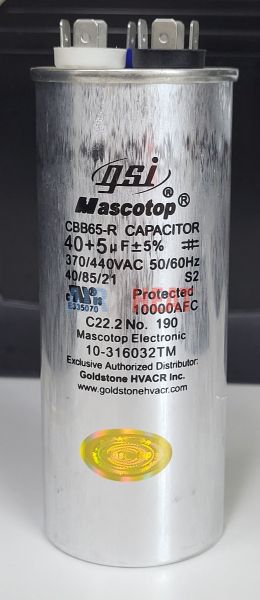 gsi®
Mascotop®
CBB65-R CAPACITOR
40+5µF±5%
370/440VAC 50/60Hz
40/85/21 S2
Protected
E335070 10000AFC
C22.2 No. 190
Mascotop Electronic
10-316032TM
Exclusive Authorized Distributor:
Goldstone HVACR Inc.
www.goldstonehvacr.com